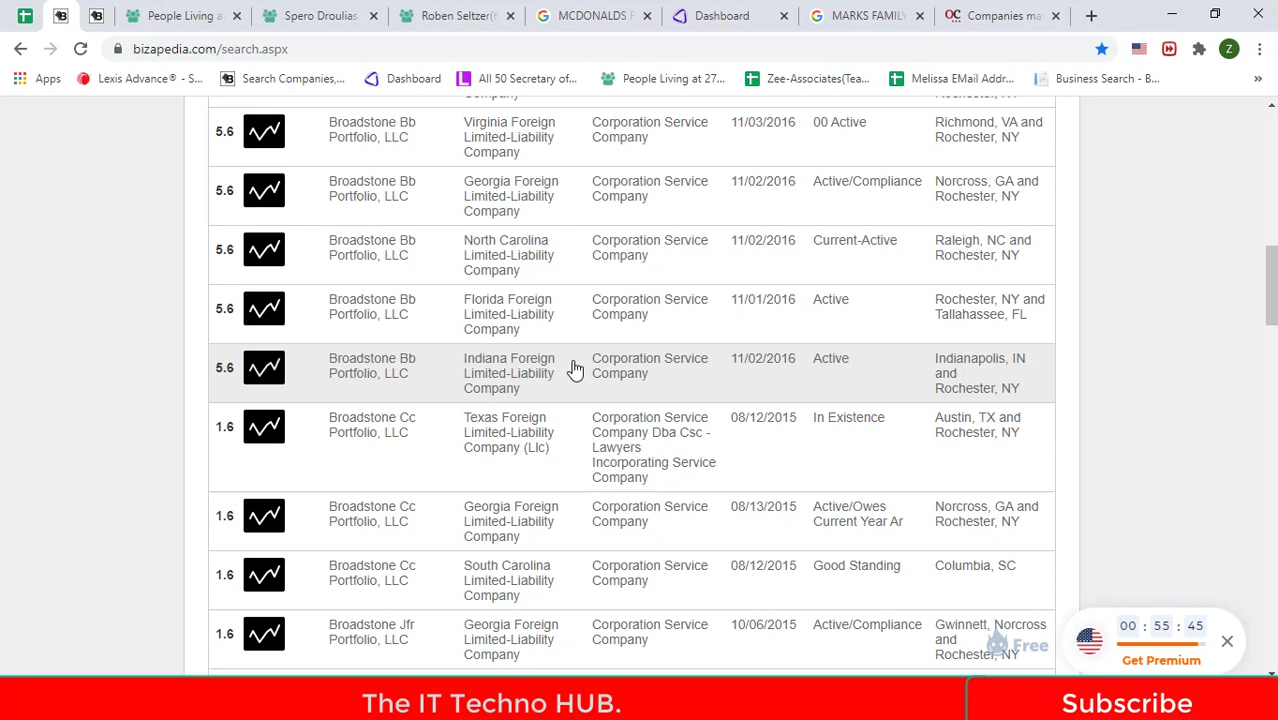 People Living a
Spero Droulias
Roben Seltzer(
MCDONALDS F
Dashboard
MARKS FAMILY
Companies ma
bizapedia.com/search.aspx
Z
Apps
Lexis Advance® - S...
Search Companies,...
Dashboard
All 50 Secretary of...
People Living at 27...
Zee-Associates(Tea...
Melissa EMail Addr...
Business Search - B...
»
Company
Rochester, NY
5.6
Broadstone Bb
Portfolio, LLC
Virginia Foreign
Limited-Liability
Company
Corporation Service
Company
11/03/2016
00 Active
Richmond, VA and
Rochester, NY
5.6
Broadstone Bb
Portfolio, LLC
Georgia Foreign
Limited-Liability
Company
Corporation Service
Company
11/02/2016
Active/Compliance
Norcross, GA and
Rochester, NY
5.6
Broadstone Bb
Portfolio, LLC
North Carolina
Limited-Liability
Company
Corporation Service
Company
11/02/2016
Current-Active
Raleigh, NC and
Rochester, NY
5.6
Broadstone Bb
Portfolio, LLC
Florida Foreign
Limited-Liability
Company
Corporation Service
Company
11/01/2016
Active
Rochester, NY and
Tallahassee, FL
5.6
Broadstone Bb
Portfolio, LLC
Indiana Foreign
Limited-Liability
Company
Corporation Service
Company
11/02/2016
Active
Indianapolis, IN
and
Rochester, NY
1.6
Broadstone Cc
Portfolio, LLC
Texas Foreign
Limited-Liability
Company (Llc)
Corporation Service
Company Dba Csc -
Lawyers
Incorporating Service
Company
08/12/2015
In Existence
Austin, TX and
Rochester, NY
1.6
Broadstone Cc
Portfolio, LLC
Georgia Foreign
Limited-Liability
Company
Corporation Service
Company
08/13/2015
Active/Owes
Current Year Ar
Norcross, GA and
Rochester, NY
1.6
Broadstone Cc
Portfolio, LLC
South Carolina
Limited-Liability
Company
Corporation Service
Company
08/12/2015
Good Standing
Columbia, SC
1.6
Broadstone Jfr
Portfolio, LLC
Georgia Foreign
Limited-Liability
Company
Corporation Service
Company
10/06/2015
Active/Compliance
Gwinnett, Norcross
and
Rochester, NY
Free
00 : 55 : 45
Get Premium
The IT Techno HUB.
Subscribe